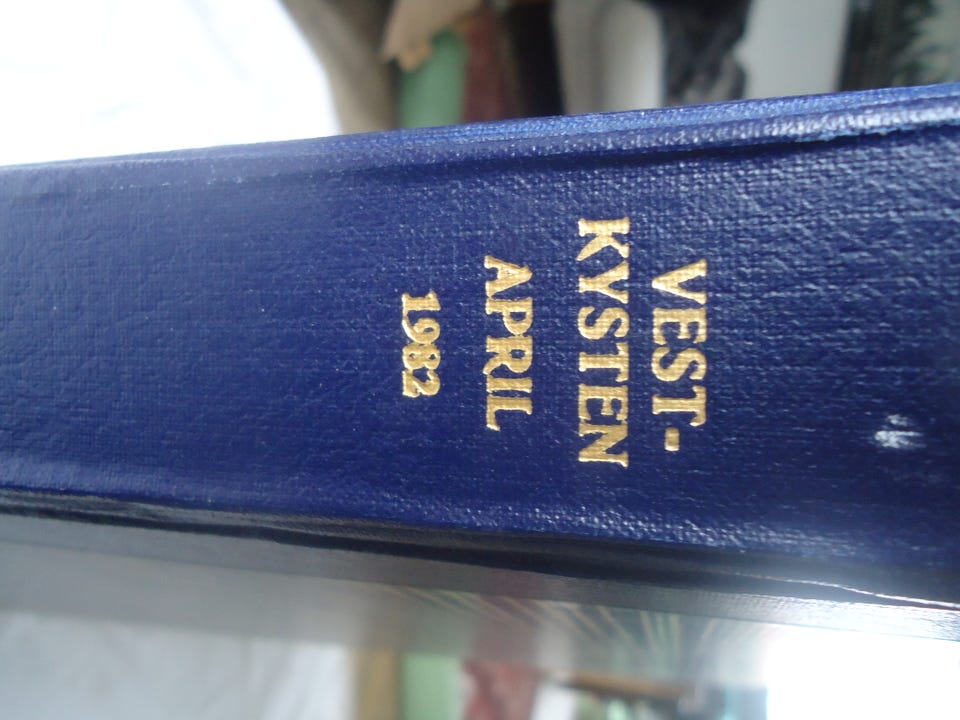 VEST-
KYSTEN
APRIL
1982